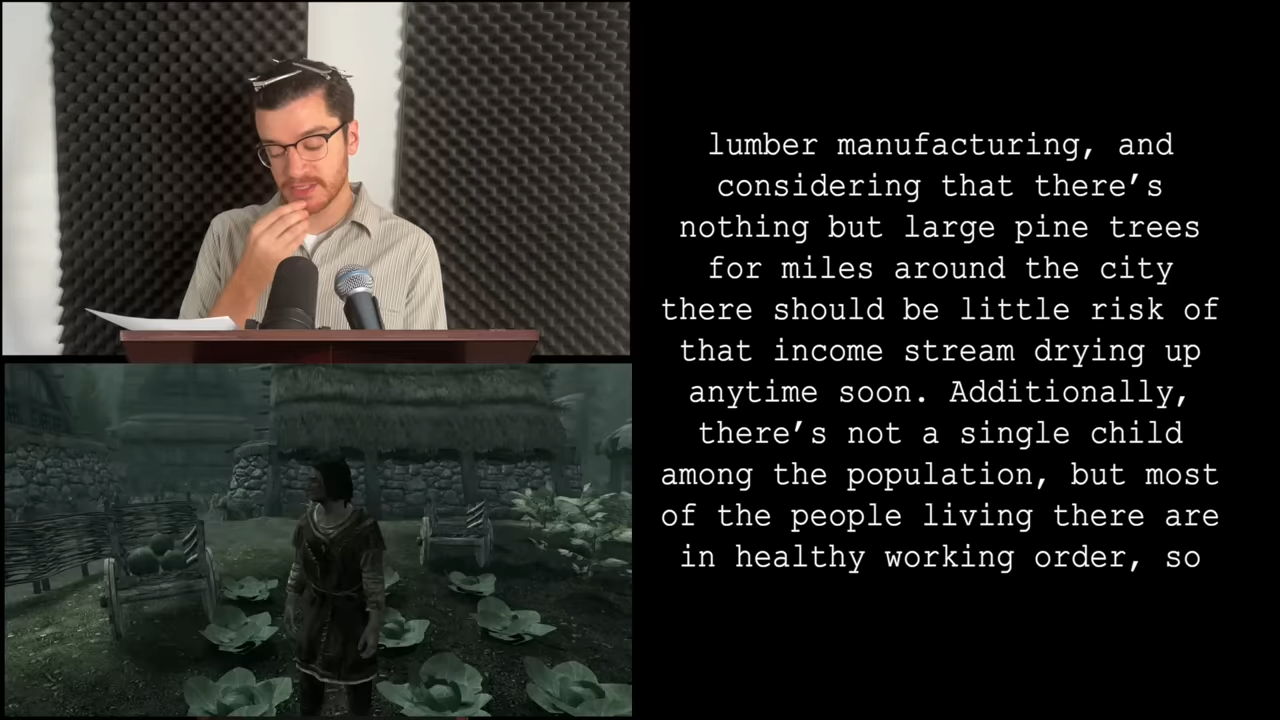 lumber manufacturing, and
considering that there’s
nothing but large pine trees
for miles around the city
there should be little risk of
that income stream drying up
anytime soon. Additionally,
there’s not a single child
among the population, but most
of the people living there are
in healthy working order, so